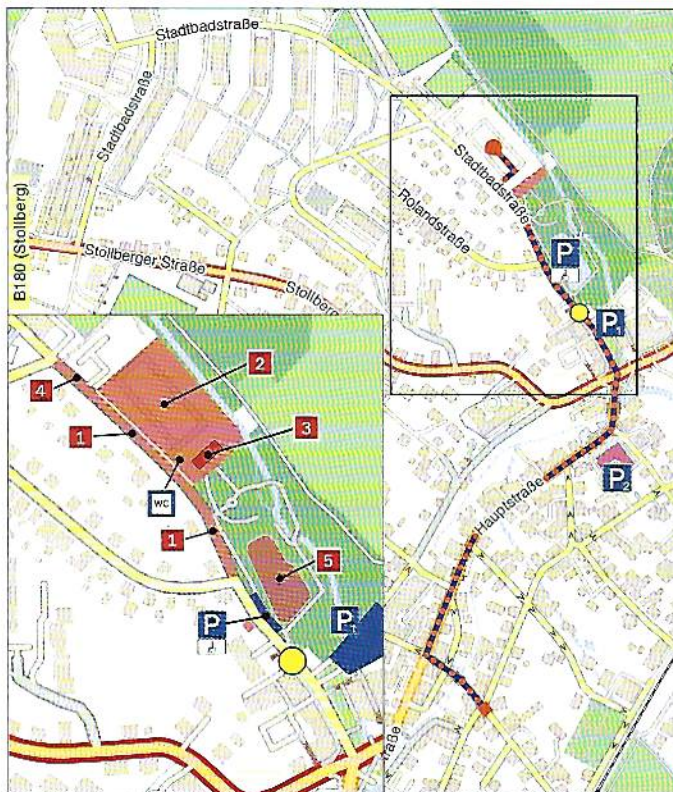 Stadtbadstraße
Stadtbadstraße
B180 (Stollberg)
Stollberger Straße
Stollberg
Stadtbadstraße
Rolandstraße
P
P1
P2
Hauptstraße
4
2
1
3
WC
1
5
P
P1
straße